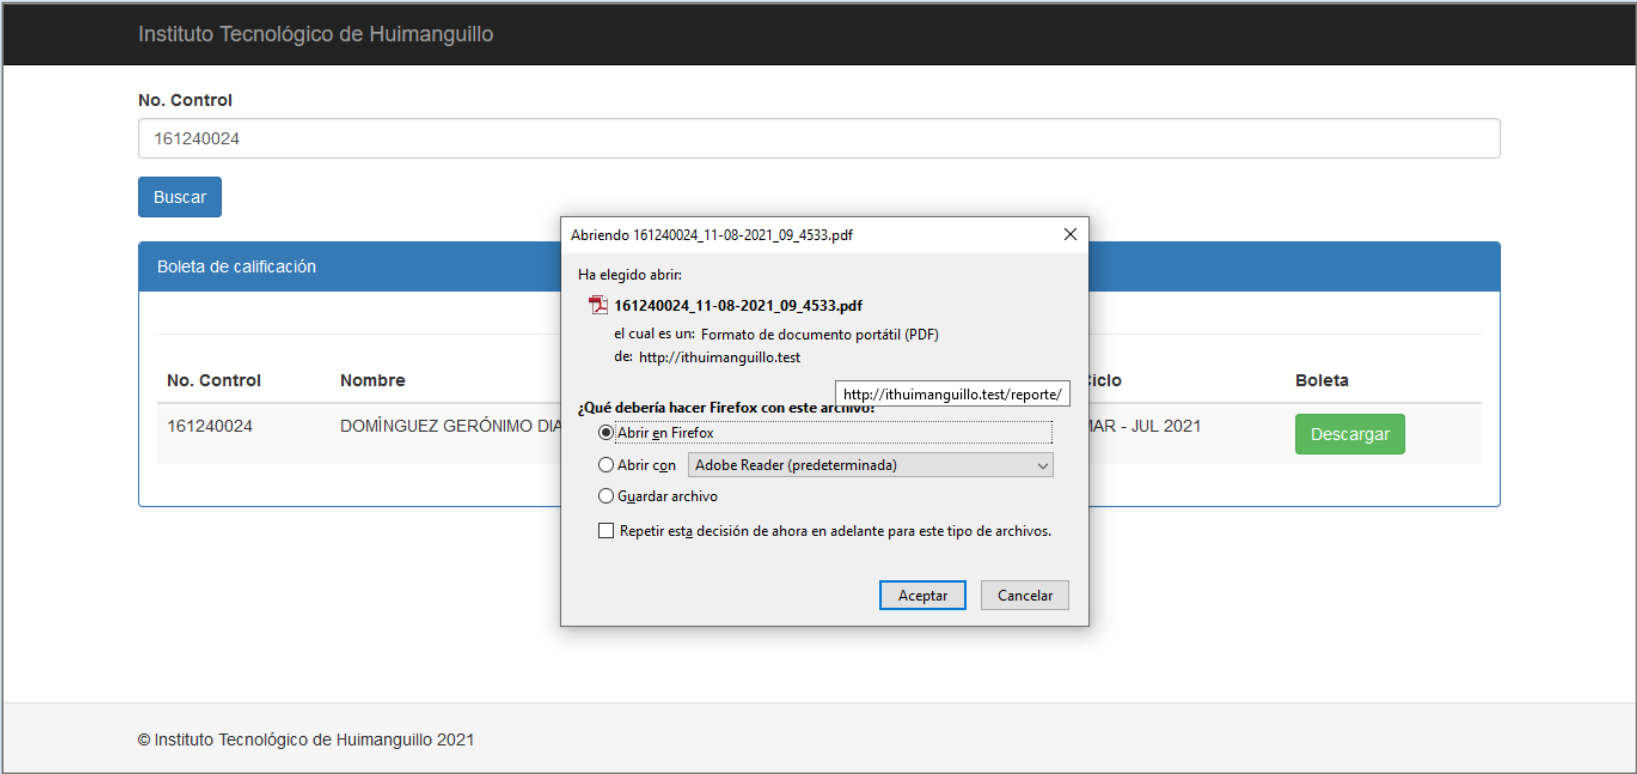 Instituto Tecnológico de Huimanguillo
No. Control
161240024
Buscar
Boleta de calificación
No. Control Nombre Ciclo Boleta
161240024 DOMÍNGUEZ GERÓNIMO - JUL 2021 Descargar
Abriendo 161240024_11-08-2021_09_4533.pdf
Ha elegido abrir:
161240024_11-08-2021_09_4533.pdf
el cual es un: Formato de documento portátil (PDF)
de: http://ithuimanguillo.test
http://ithuimanguillo.test/reporte/
¿Qué debería hacer Firefox con este archivo?
Abrir en Firefox
Abrir con Adobe Reader (predeterminada)
Guardar archivo
Repetir esta decisión de ahora en adelante para este tipo de archivos.
Aceptar Cancelar
© Instituto Tecnológico de Huimanguillo 2021